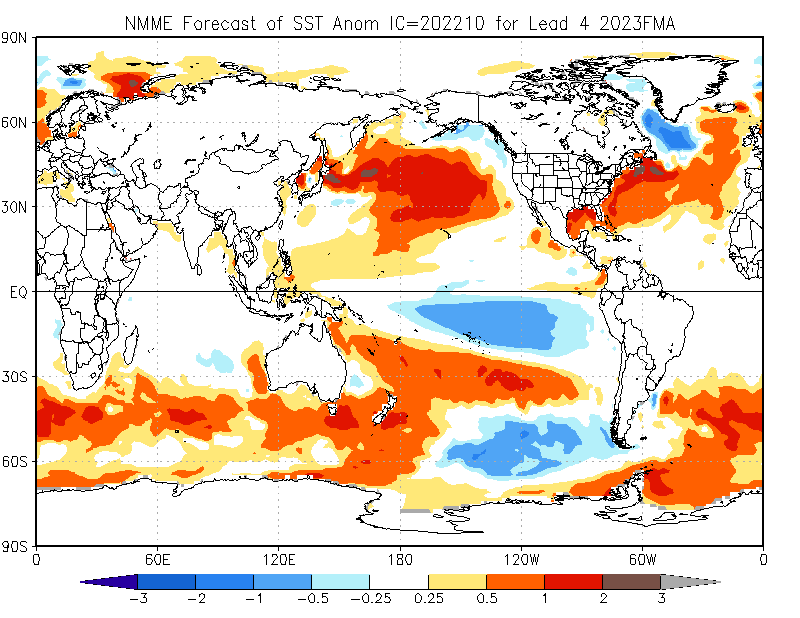 NMME Forecast of SST Anom IC=202210 for Lead 4 2023FMA
90N
60N
30N
EQ
30S
60S
90S
0 60E 120E 180 120W 60W 0
-3 -2 -1 -0.5 -0.25 0.25 0.5 1 2 3